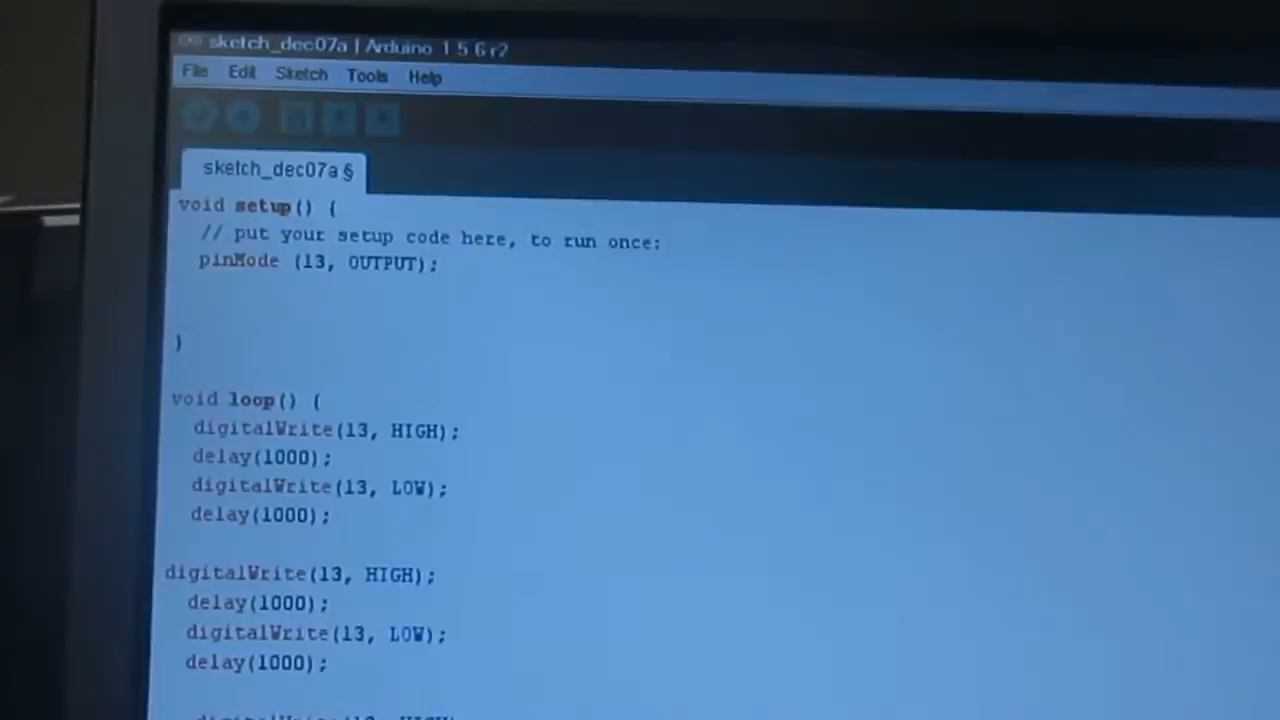 sketch_dec07a | Arduino 1.5.6-r2
File Edit Sketch Tools Help
sketch_dec07a §
void setup() {
// put your setup code here, to run once:
pinMode (13, OUTPUT);
}
void loop() {
digitalWrite(13, HIGH);
delay(1000);
digitalWrite(13, LOW);
delay(1000);
digitalWrite(13, HIGH);
delay(1000);
digitalWrite(13, LOW);
delay(1000);